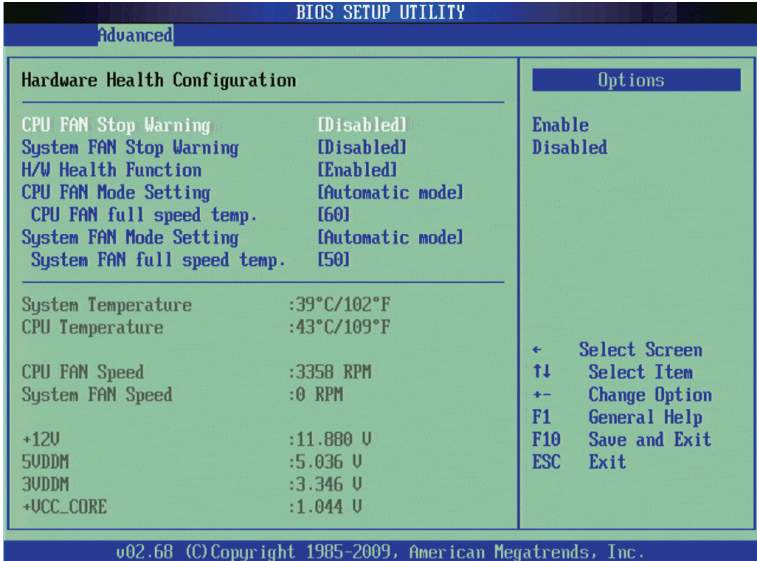 BIOS SETUP UTILITY
Advanced
Hardware Health Configuration
CPU FAN Stop Warning [Disabled]
System FAN Stop Warning [Disabled]
H/W Health Function [Enabled]
CPU FAN Mode Setting [Automatic mode]
CPU FAN full speed temp. [60]
System FAN Mode Setting [Automatic mode]
System FAN full speed temp. [50]
System Temperature :39°C/102°F
CPU Temperature :43°C/109°F
CPU FAN Speed :3358 RPM
System FAN Speed :0 RPM
+12V :11.880 V
5VDDM :5.036 V
3VDDM :3.346 V
+VCC_CORE :1.044 V
Options
Enable
Disabled
← Select Screen
↑↓ Select Item
+- Change Option
F1 General Help
F10 Save and Exit
ESC Exit
v02.68 (C)Copyright 1985-2009, American Megatrends, Inc.